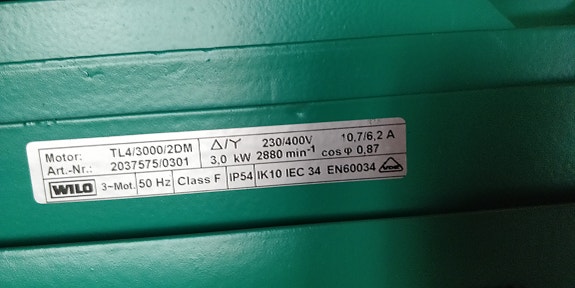 Motor: TL4/3000/2DM Δ/Y 230/400V 10,7/6,2 A
Art.-Nr.: 2037575/0301 3,0 kW 2880 min-1 cos φ 0,87
WILO 3~Mot. 50 Hz Class F IP54 IK10 IEC 34 EN60034 VDE